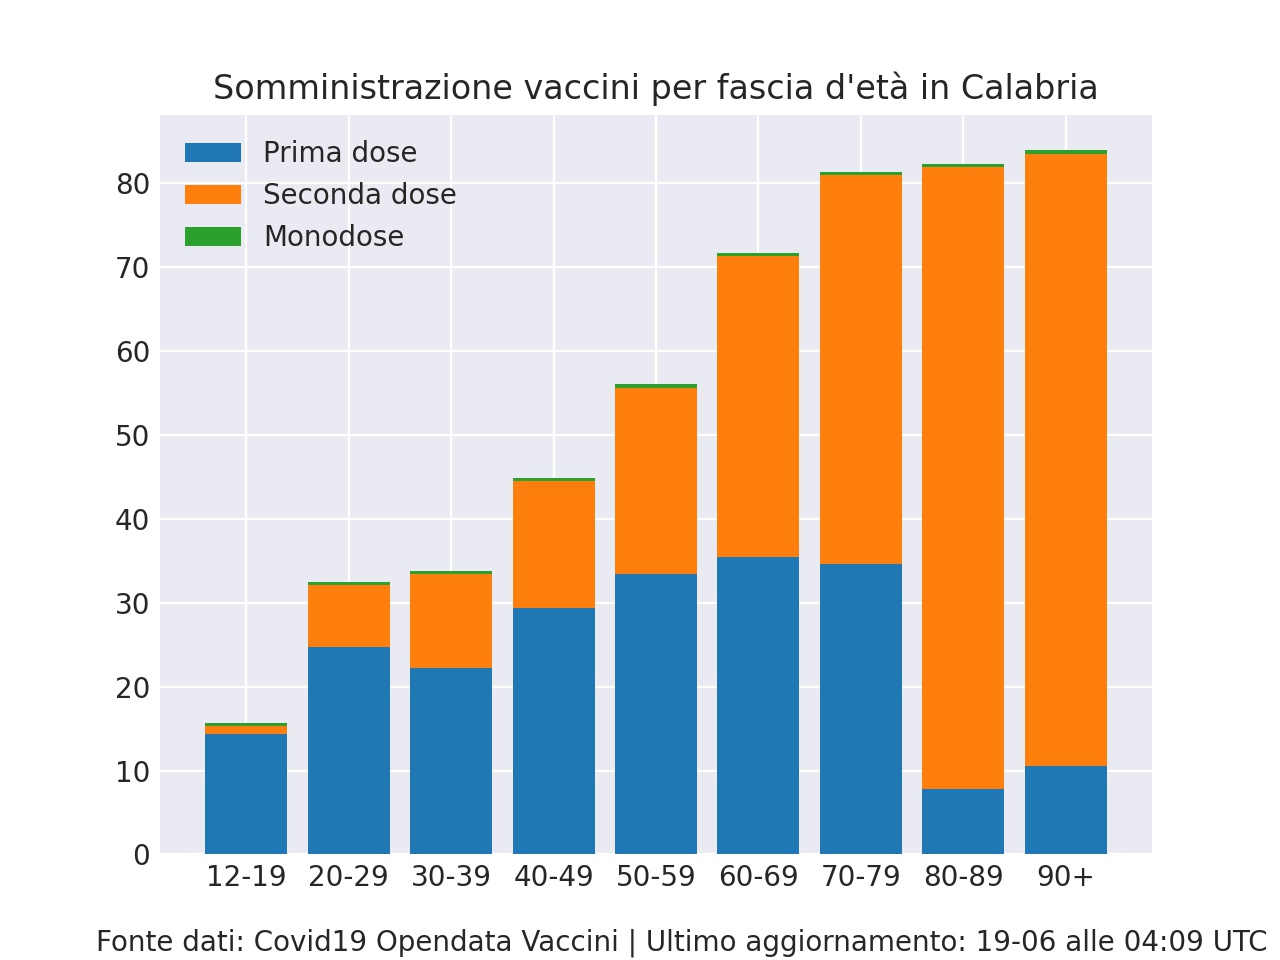 Somministrazione vaccini per fascia d'età in Calabria
Prima dose
Seconda dose
Monodose
80
70
60
50
40
30
20
10
0
12-19 20-29 30-39 40-49 50-59 60-69 70-79 80-89 90+
Fonte dati: Covid19 Opendata Vaccini | Ultimo aggiornamento: 19-06 alle 04:09 UTC